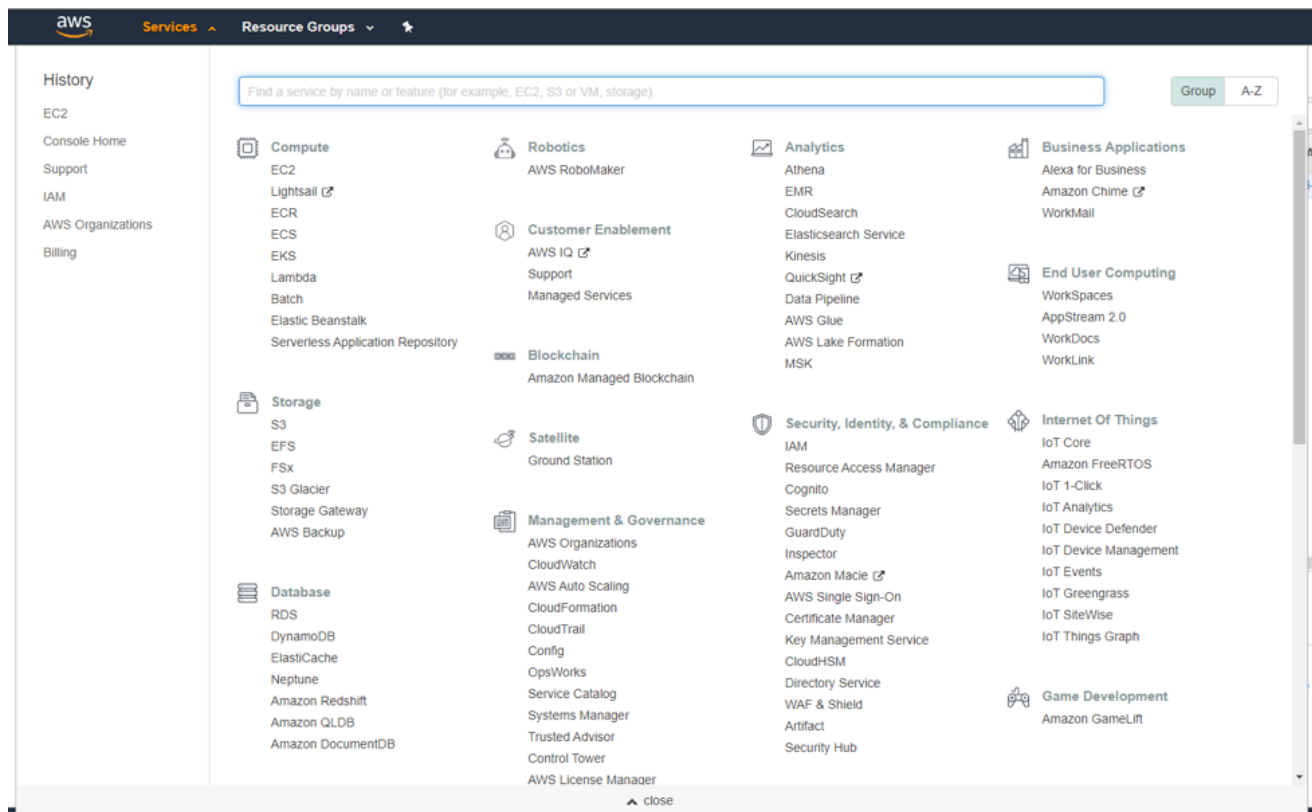 aws
Services
Resource Groups
History
EC2
Console Home
Support
IAM
AWS Organizations
Billing
Find a service by name or feature (for example, EC2, S3 or VM, storage).
Group
A-Z
Compute
EC2
Lightsail
ECR
ECS
EKS
Lambda
Batch
Elastic Beanstalk
Serverless Application Repository
Storage
S3
EFS
FSx
S3 Glacier
Storage Gateway
AWS Backup
Database
RDS
DynamoDB
ElastiCache
Neptune
Amazon Redshift
Amazon QLDB
Amazon DocumentDB
Robotics
AWS RoboMaker
Customer Enablement
AWS IQ
Support
Managed Services
Blockchain
Amazon Managed Blockchain
Satellite
Ground Station
Management & Governance
AWS Organizations
CloudWatch
AWS Auto Scaling
CloudFormation
CloudTrail
Config
OpsWorks
Service Catalog
Systems Manager
Trusted Advisor
Control Tower
AWS License Manager
Analytics
Athena
EMR
CloudSearch
Elasticsearch Service
Kinesis
QuickSight
Data Pipeline
AWS Glue
AWS Lake Formation
MSK
Security, Identity, & Compliance
IAM
Resource Access Manager
Cognito
Secrets Manager
GuardDuty
Inspector
Amazon Macie
AWS Single Sign-On
Certificate Manager
Key Management Service
CloudHSM
Directory Service
WAF & Shield
Artifact
Security Hub
Business Applications
Alexa for Business
Amazon Chime
WorkMail
End User Computing
WorkSpaces
AppStream 2.0
WorkDocs
WorkLink
Internet Of Things
IoT Core
Amazon FreeRTOS
IoT 1-Click
IoT Analytics
IoT Device Defender
IoT Device Management
IoT Events
IoT Greengrass
IoT SiteWise
IoT Things Graph
Game Development
Amazon GameLift
close